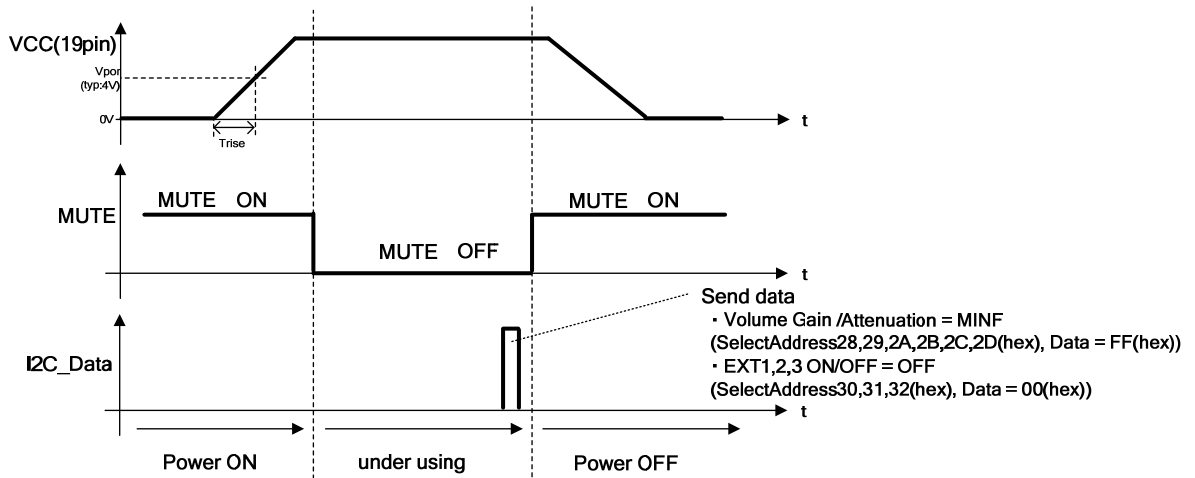 VCC(19pin)
Vpor
(typ:4V)
0V
t
Trise
MUTE ON
MUTE ON
MUTE
MUTE OFF
t
Send data
・Volume Gain /Attenuation = MINF
(SelectAddress28,29,2A,2B,2C,2D(hex), Data = FF(hex))
・EXT1,2,3 ON/OFF = OFF
(SelectAddress30,31,32(hex), Data = 00(hex))
I2C_Data
t
Power ON
under using
Power OFF